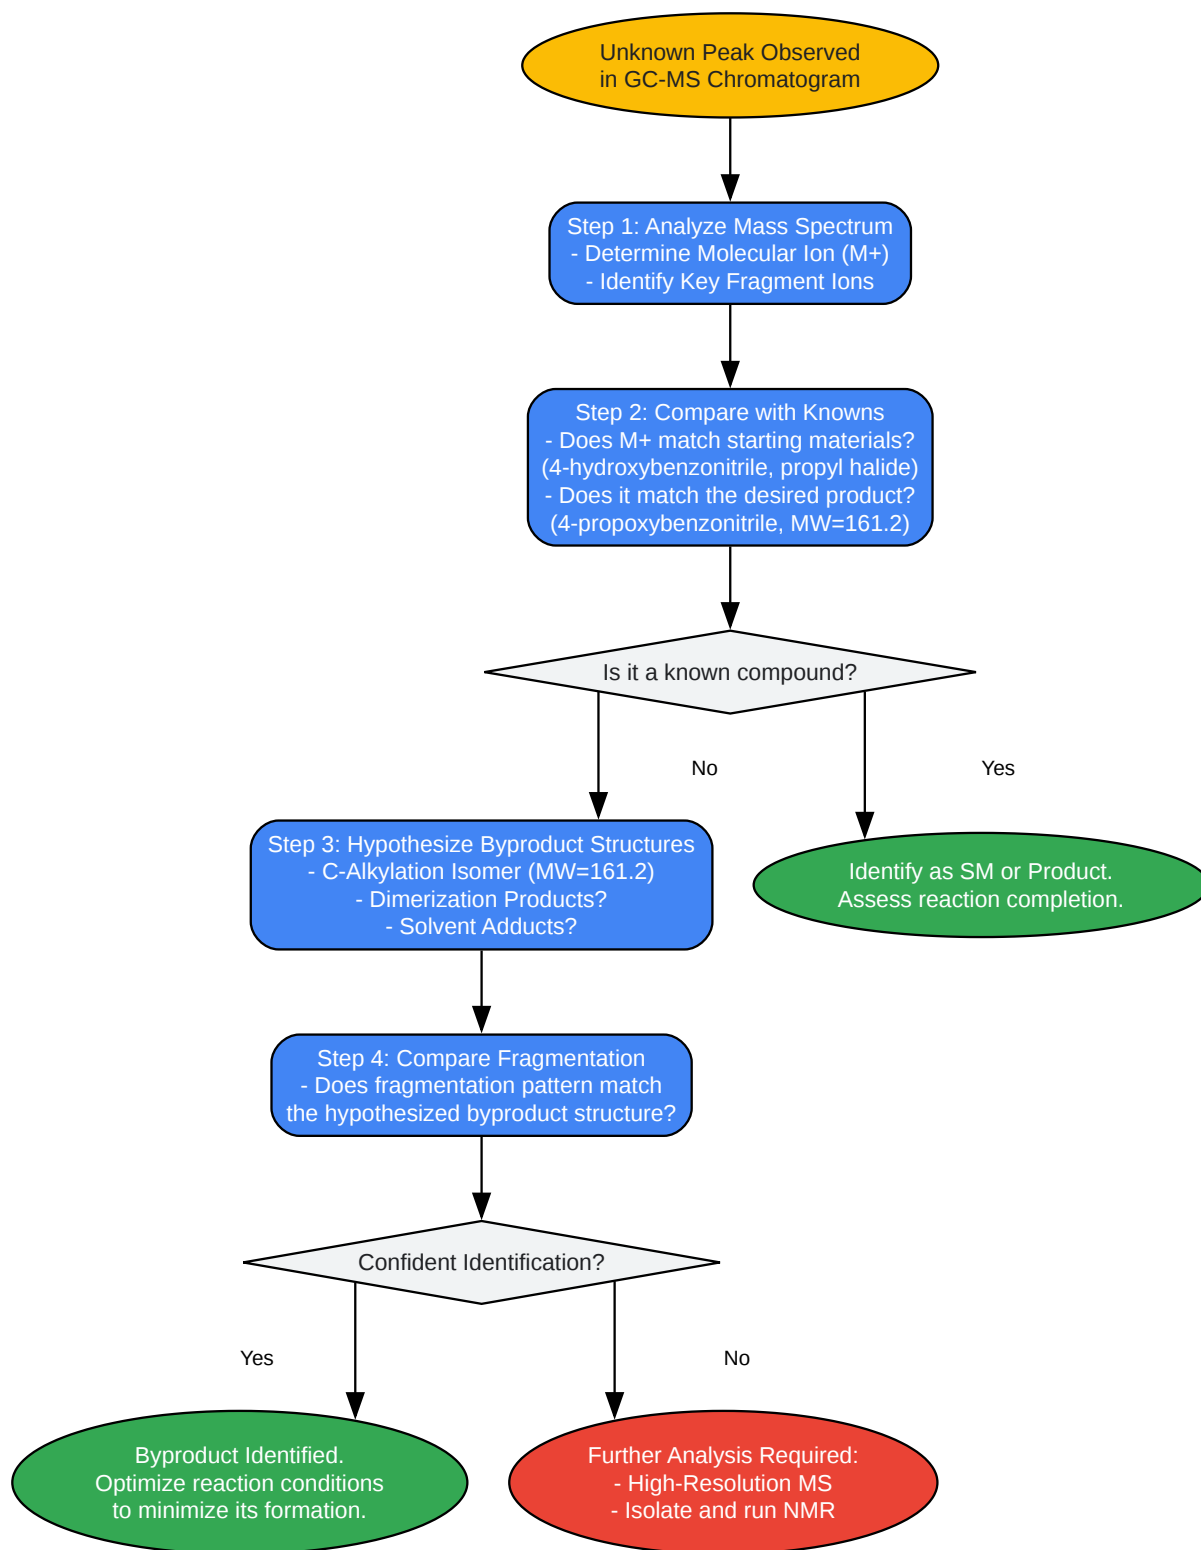 Unknown Peak Observed
in GC-MS Chromatogram
Step 1: Analyze Mass Spectrum
- Determine Molecular Ion (M+)
- Identify Key Fragment Ions
Step 2: Compare with Knowns
- Does M+ match starting materials?
(4-hydroxybenzonitrile, propyl halide)
- Does it match the desired product?
(4-propoxybenzonitrile, MW=161.2)
Is it a known compound?
No
Yes
Step 3: Hypothesize Byproduct Structures
- C-Alkylation Isomer (MW=161.2)
- Dimerization Products?
- Solvent Adducts?
Identify as SM or Product.
Assess reaction completion.
Step 4: Compare Fragmentation
- Does fragmentation pattern match
the hypothesized byproduct structure?
Confident Identification?
Yes
No
Byproduct Identified.
Optimize reaction conditions
to minimize its formation.
Further Analysis Required:
- High-Resolution MS
- Isolate and run NMR